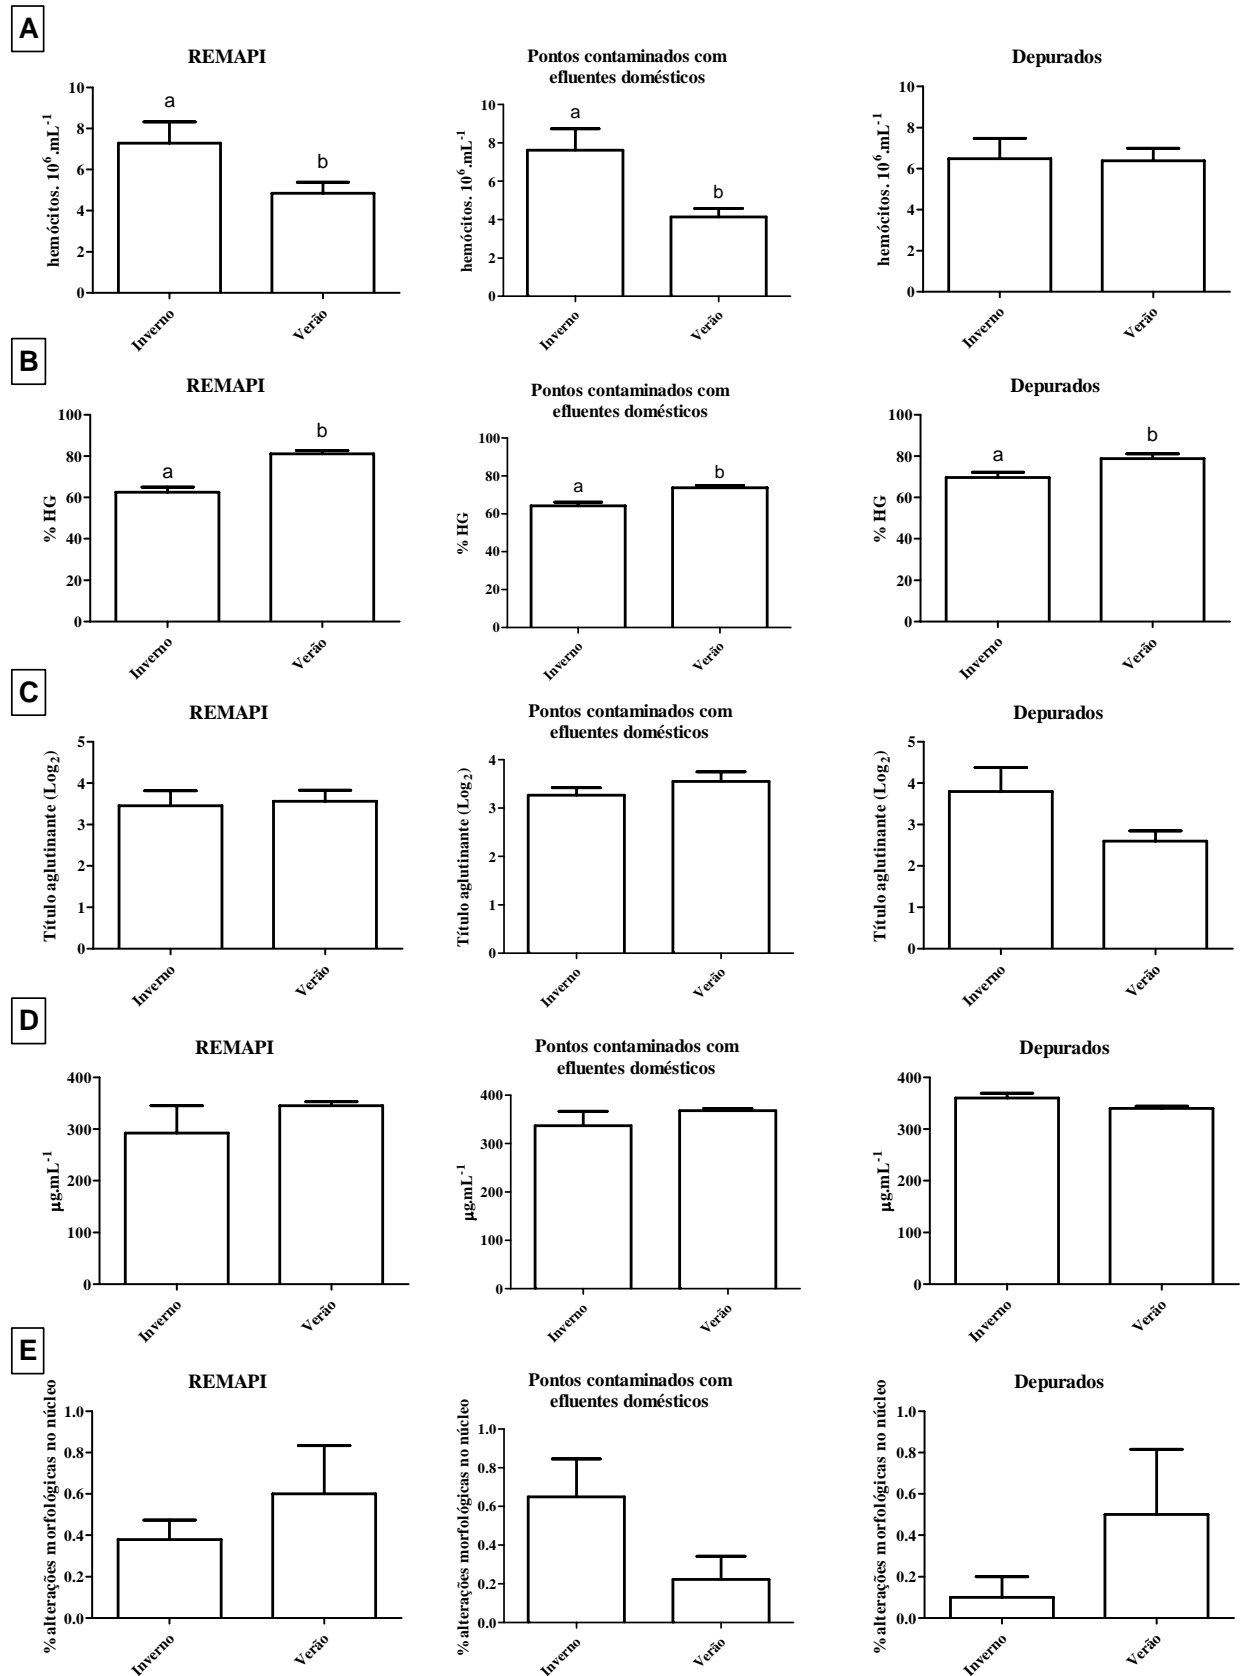 A
REMAPI
Pontos contaminados com
efluentes domésticos
Depurados
hemócitos. 10⁶.mL⁻¹
10
8
6
4
2
0
a
b
Inverno
Verão
hemócitos. 10⁶.mL⁻¹
10
8
6
4
2
0
a
b
Inverno
Verão
hemócitos. 10⁶.mL⁻¹
10
8
6
4
2
0
Inverno
Verão
B
REMAPI
Pontos contaminados com
efluentes domésticos
Depurados
% HG
100
80
60
40
20
0
a
b
Inverno
Verão
% HG
100
80
60
40
20
0
a
b
Inverno
Verão
% HG
100
80
60
40
20
0
a
b
Inverno
Verão
C
REMAPI
Pontos contaminados com
efluentes domésticos
Depurados
Título aglutinante (Log₂)
5
4
3
2
1
0
Inverno
Verão
Título aglutinante (Log₂)
4
3
2
1
0
Inverno
Verão
Título aglutinante (Log₂)
5
4
3
2
1
0
Inverno
Verão
D
REMAPI
Pontos contaminados com
efluentes domésticos
Depurados
µg.mL⁻¹
400
300
200
100
0
Inverno
Verão
µg.mL⁻¹
400
300
200
100
0
Inverno
Verão
µg.mL⁻¹
400
300
200
100
0
Inverno
Verão
E
REMAPI
Pontos contaminados com
efluentes domésticos
Depurados
% alterações morfológicas no núcleo
1.0
0.8
0.6
0.4
0.2
0.0
Inverno
Verão
% alterações morfológicas no núcleo
1.0
0.8
0.6
0.4
0.2
0.0
Inverno
Verão
% alterações morfológicas no núcleo
1.0
0.8
0.6
0.4
0.2
0.0
Inverno
Verão